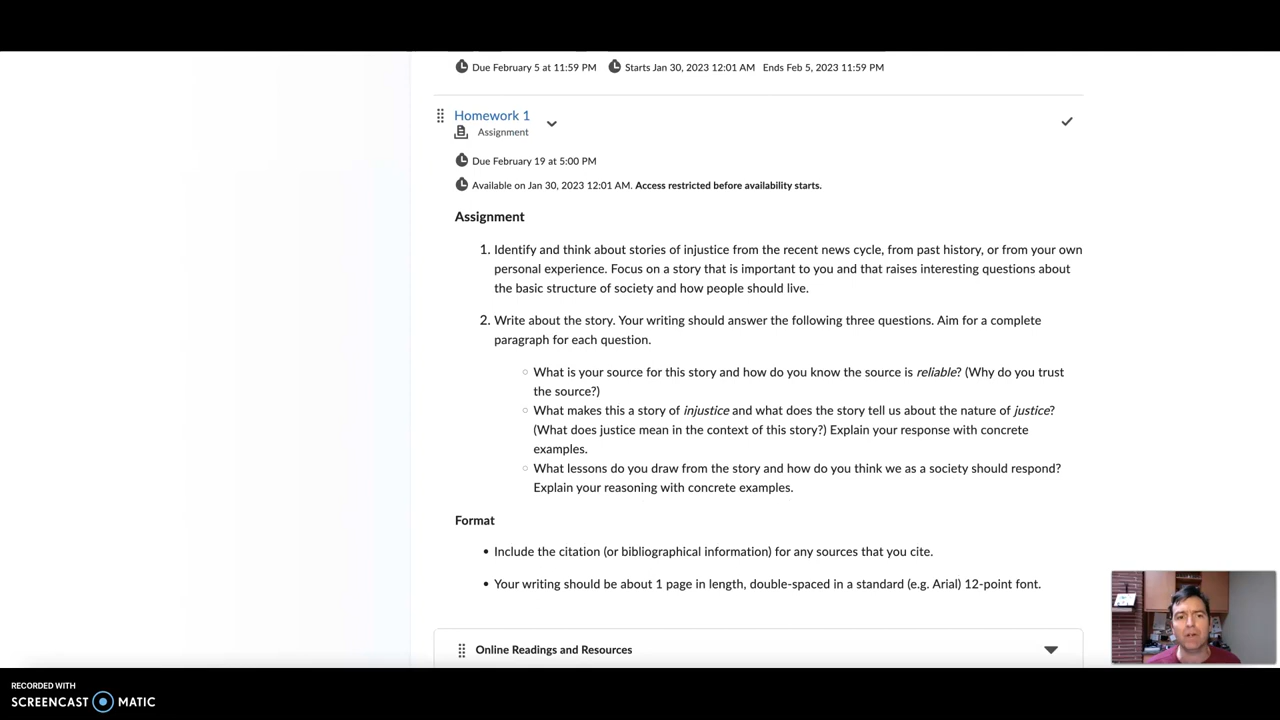 Due February 5 at 11:59 PM Starts Jan 30, 2023 12:01 AM Ends Feb 5, 2023 11:59 PM
Homework 1
Assignment
Due February 19 at 5:00 PM
Available on Jan 30, 2023 12:01 AM. Access restricted before availability starts.
Assignment
1. Identify and think about stories of injustice from the recent news cycle, from past history, or from your own
personal experience. Focus on a story that is important to you and that raises interesting questions about
the basic structure of society and how people should live.
2. Write about the story. Your writing should answer the following three questions. Aim for a complete
paragraph for each question.
○ What is your source for this story and how do you know the source is reliable? (Why do you trust
the source?)
○ What makes this a story of injustice and what does the story tell us about the nature of justice?
(What does justice mean in the context of this story?) Explain your response with concrete
examples.
○ What lessons do you draw from the story and how do you think we as a society should respond?
Explain your reasoning with concrete examples.
Format
• Include the citation (or bibliographical information) for any sources that you cite.
• Your writing should be about 1 page in length, double-spaced in a standard (e.g. Arial) 12-point font.
Online Readings and Resources
RECORDED WITH
SCREENCAST MATIC